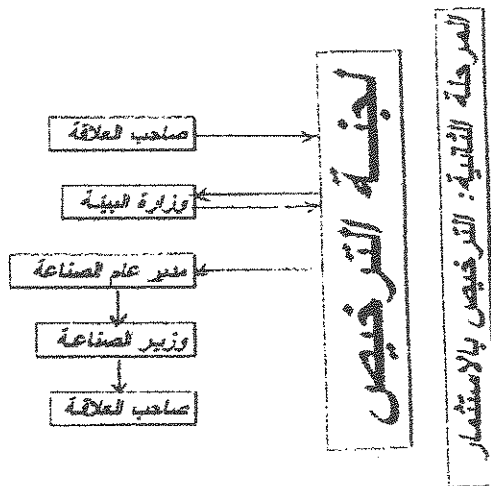 المرحلة الثانية: الترخيص بالاستثمار
لجنة الترخيص
صاحب العلاقة
وزارة البيئة
مدير عام الصناعة
وزير الصناعة
صاحب العلاقة